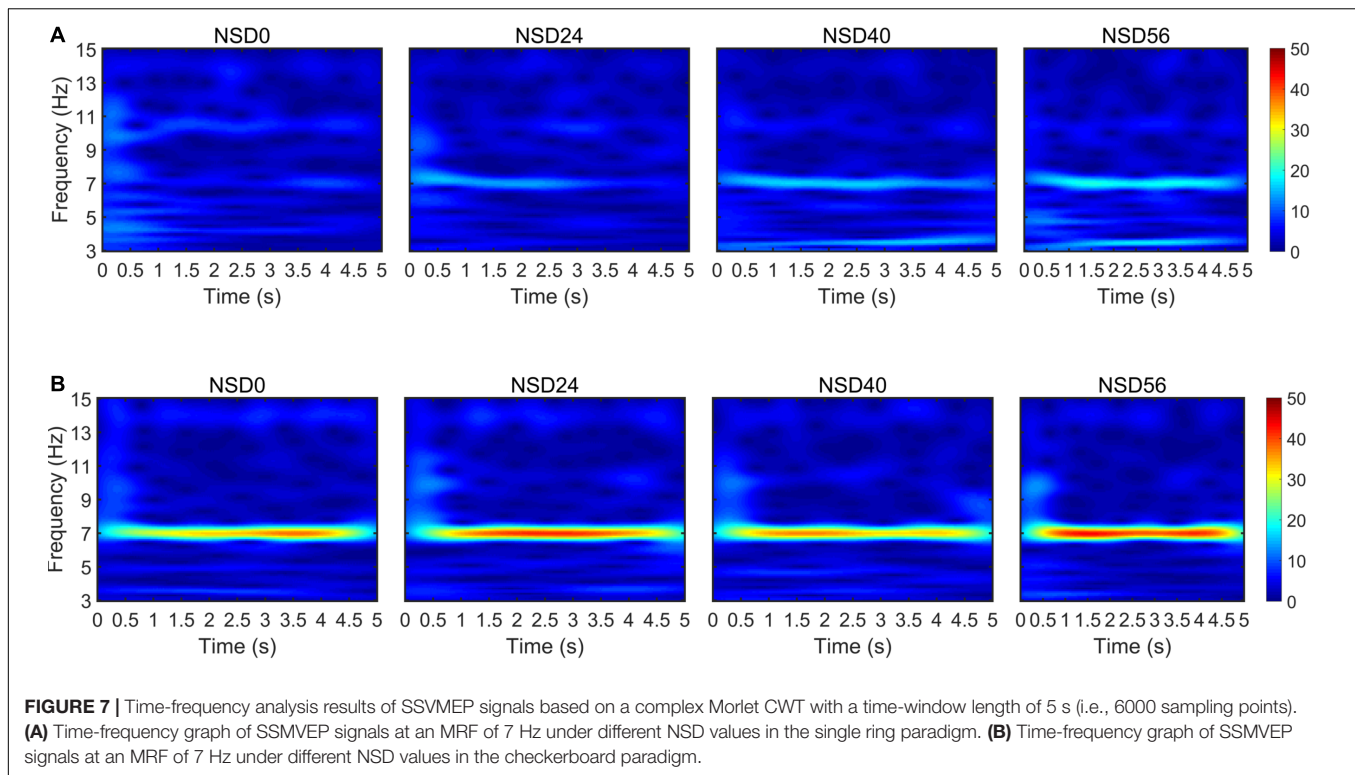 A
NSD0 NSD24 NSD40 NSD56
15 13 11 9 7 5 3
Frequency (Hz)
50 40 30 20 10 0
0 0.5 1 1.5 2 2.5 3 3.5 4 4.5 5 0 0.5 1 1.5 2 2.5 3 3.5 4 4.5 5 0 0.5 1 1.5 2 2.5 3 3.5 4 4.5 5 0 0.5 1 1.5 2 2.5 3 3.5 4 4.5 5
Time (s) Time (s) Time (s) Time (s)
B
NSD0 NSD24 NSD40 NSD56
15 13 11 9 7 5 3
Frequency (Hz)
50 40 30 20 10 0
0 0.5 1 1.5 2 2.5 3 3.5 4 4.5 5 0 0.5 1 1.5 2 2.5 3 3.5 4 4.5 5 0 0.5 1 1.5 2 2.5 3 3.5 4 4.5 5 0 0.5 1 1.5 2 2.5 3 3.5 4 4.5 5
Time (s) Time (s) Time (s) Time (s)
FIGURE 7 | Time-frequency analysis results of SSVMEP signals based on a complex Morlet CWT with a time-window length of 5 s (i.e., 6000 sampling points).
(A) Time-frequency graph of SSMVEP signals at an MRF of 7 Hz under different NSD values in the single ring paradigm. (B) Time-frequency graph of SSMVEP
signals at an MRF of 7 Hz under different NSD values in the checkerboard paradigm.